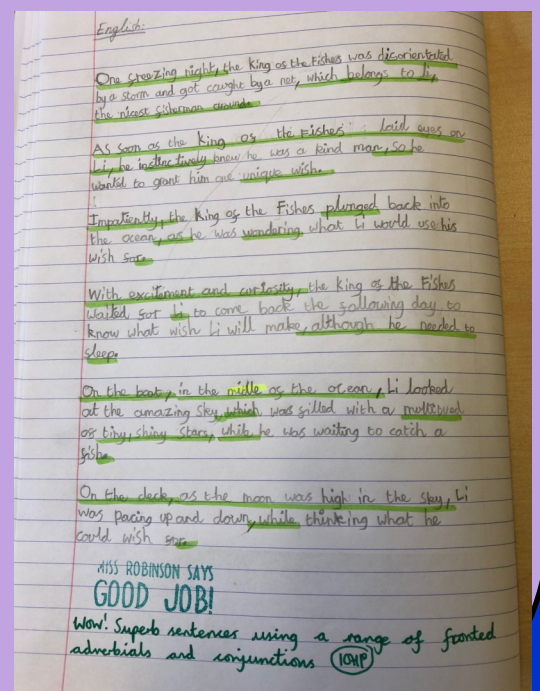 English:
One freezing night, the King of the Fishes was disorientated
by a storm and got caught by a net, which belongs to Li,
the nicest fisherman around.
As soon as the King of the Fishes laid eyes on
Li, he instinctively knew he was a kind man, so he
wanted to grant him one unique wish.
Impatiently, the King of the Fishes plunged back into
the ocean, as he was wondering what Li would use his
wish for.
With excitement and curiosity, the King of the Fishes
waited for Li to come back the following day to
know what wish Li will make, although he needed to
sleep.
On the boat, in the midle of the ocean, Li looked
at the amazing sky which was filled with a
of tiny, shiny stars, while he was waiting to catch a
fish.
On the deck, as the moon was high in the sky, Li
was pacing up and down, while thinking what he
could wish for.
MISS ROBINSON SAYS
GOOD JOB!
Wow! Superb sentences using a range of fronted
adverbials and conjunctions 10HP